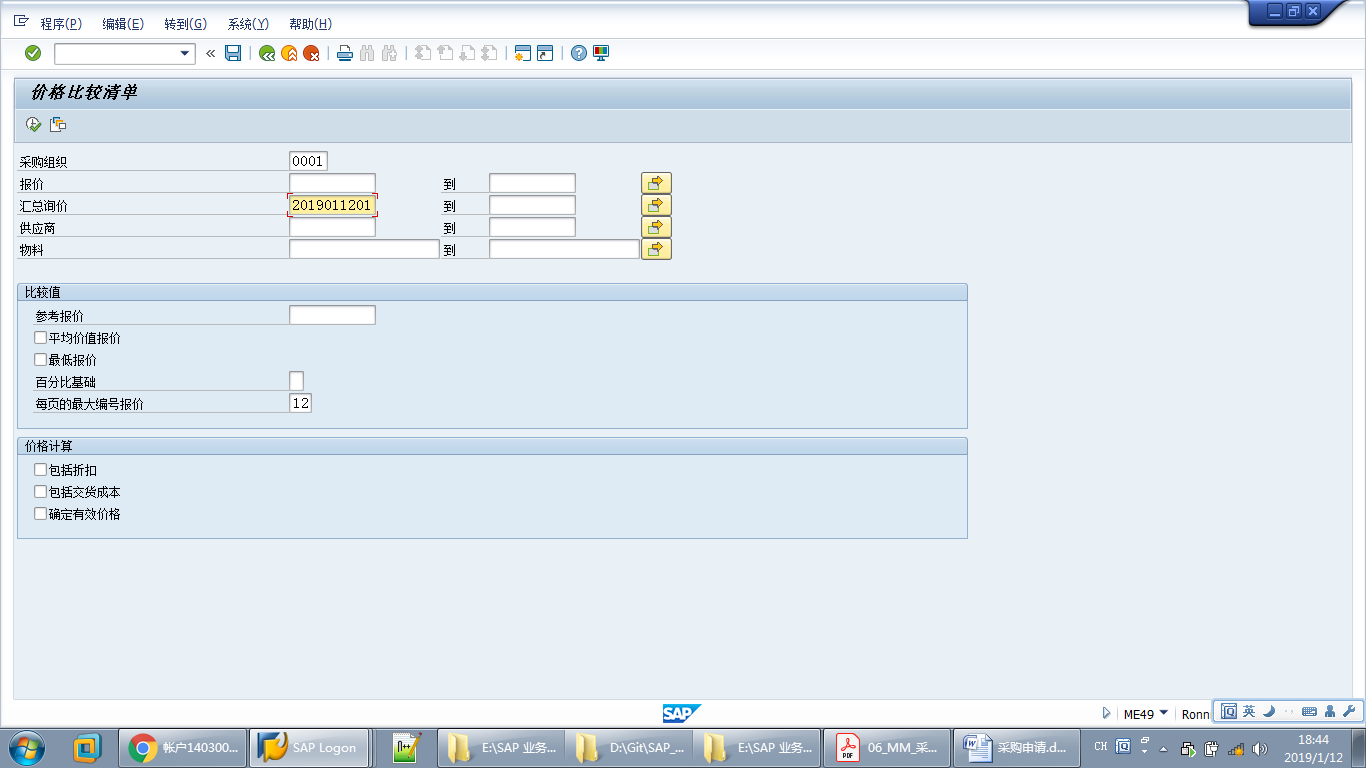 程序(P) 编辑(E) 转到(G) 系统(Y) 帮助(H)
价格比较清单
采购组织 0001
报价 到
汇总询价 2019011201 到
供应商 到
物料 到
比较值
参考报价
平均价值报价
最低报价
百分比基础
每页的最大编号报价 12
价格计算
包括折扣
包括交货成本
确定有效价格
SAP ME49 Ronn 英
帐户140300... SAP Logon E:\SAP 业务... D:\Git\SAP_... E:\SAP 业务... 06_MM_采... 采购申请.d... CH 18:44
2019/1/12